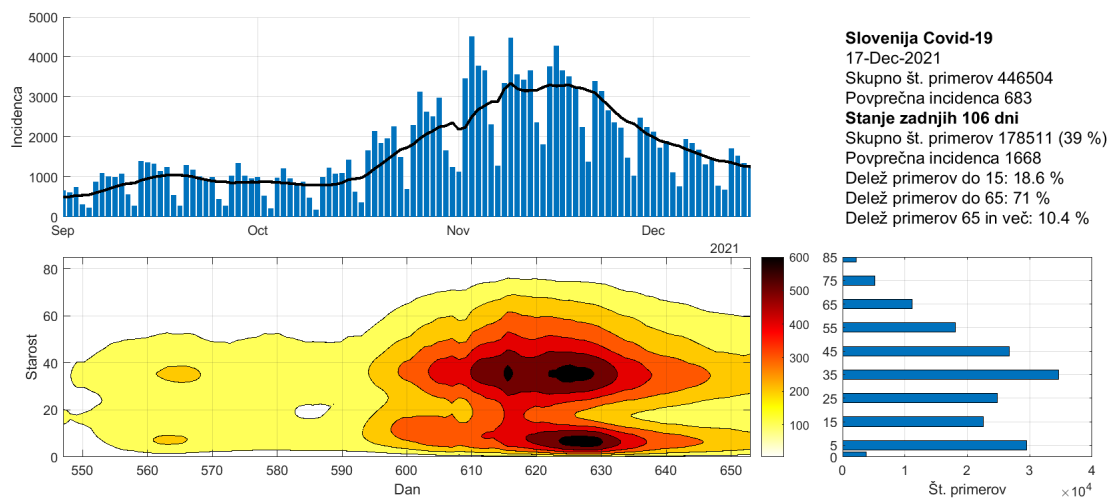 5000
4000
3000
2000
1000
0
Incidenca
Sep Oct Nov Dec
2021
Slovenija Covid-19
17-Dec-2021
Skupno št. primerov 446504
Povprečna incidenca 683
Stanje zadnjih 106 dni
Skupno št. primerov 178511 (39 %)
Povprečna incidenca 1668
Delež primerov do 15: 18.6 %
Delež primerov do 65: 71 %
Delež primerov 65 in več: 10.4 %
80
60
40
20
0
Starost
550 560 570 580 590 600 610 620 630 640 650
Dan
600
500
400
300
200
100
85
75
65
55
45
35
25
15
5
0
0 1 2 3 4
Št. primerov
×10⁴